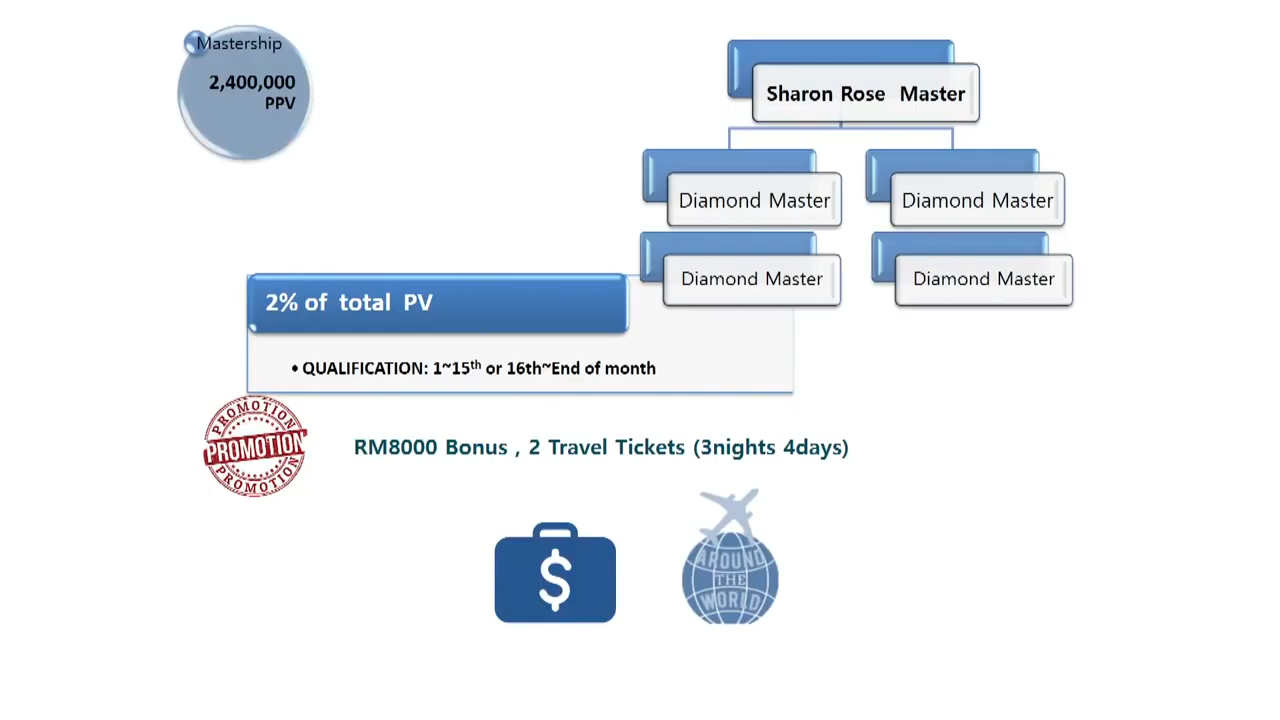 Mastership
2,400,000
PPV
Sharon Rose  Master
Diamond Master
Diamond Master
Diamond Master
Diamond Master
2% of  total  PV
• QUALIFICATION: 1~15th or 16th~End of month
PROMOTION
PROMOTION
PROMOTION
RM8000 Bonus , 2 Travel Tickets (3nights 4days)
$
AROUND
THE
WORLD